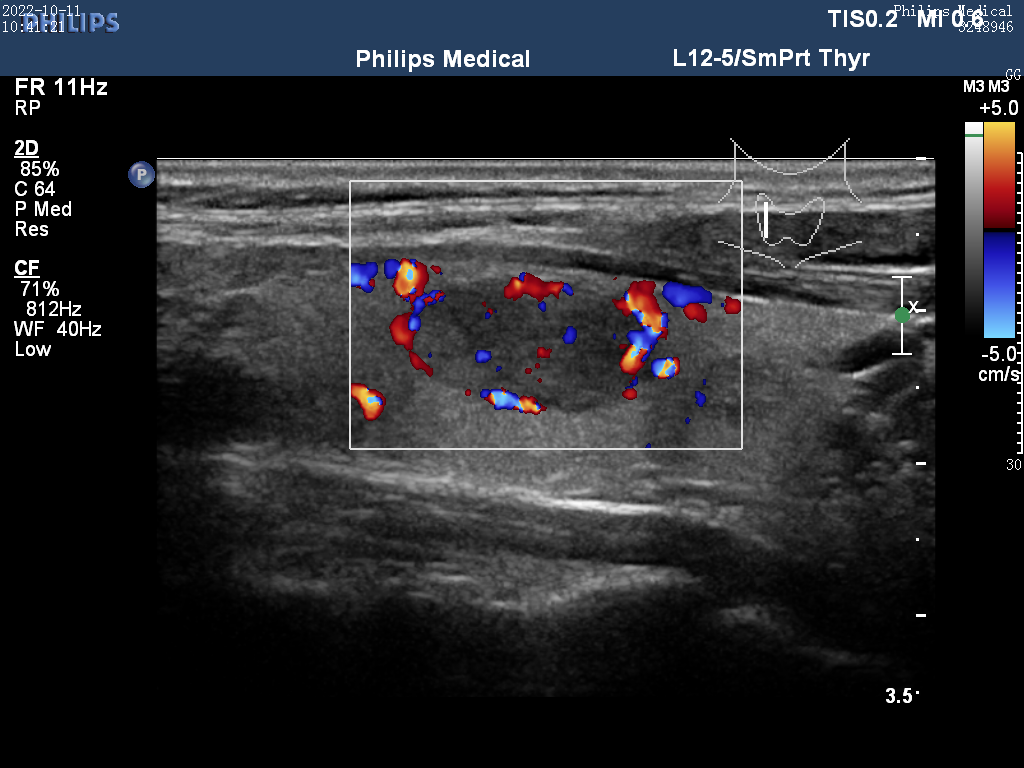 2022-10-11
10:41:21
PHILIPS
TIS0.2 MI 0.6
Philips Medical
3248946
Philips Medical
L12-5/SmPrt Thyr
GG
FR 11Hz
RP
M3 M3
+5.0
2D
85%
C 64
P Med
Res
P
CF
71%
812Hz
WF 40Hz
Low
X
-5.0
cm/s
30
3.5